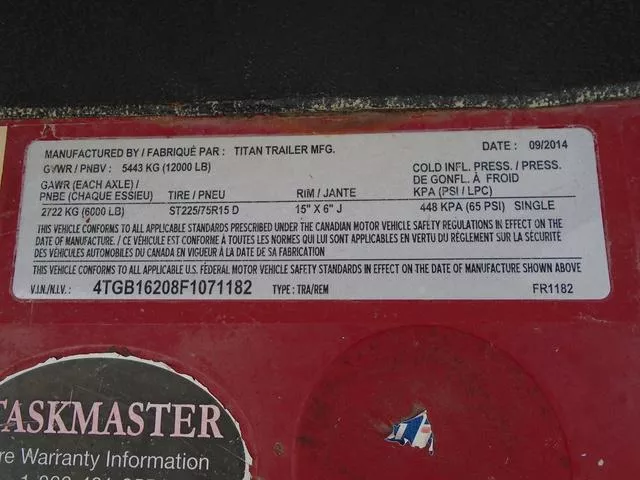 MANUFACTURED BY / FABRIQUÉ PAR : TITAN TRAILER MFG. DATE : 09/2014
GVWR / PNBV : 5443 KG (12000 LB) COLD INFL. PRESS. / PRESS.
GAWR (EACH AXLE) / DE GONFL. À FROID
PNBE (CHAQUE ESSIEU) TIRE / PNEU RIM / JANTE KPA (PSI / LPC)
2722 KG (6000 LB) ST225/75R15 D 15" X 6" J 448 KPA (65 PSI) SINGLE
THIS VEHICLE CONFORMS TO ALL APPLICABLE STANDARDS PRESCRIBED UNDER THE CANADIAN MOTOR VEHICLE SAFETY REGULATIONS IN EFFECT ON THE
DATE OF MANUFACTURE. / CE VÉHICULE EST CONFORME À TOUTES LES NORMES QUI LUI SONT APPLICABLES EN VERTU DU RÈGLEMENT SUR LA SÉCURITÉ
DES VÉHICULES AUTOMOBILES DU CANADA EN VIGUEUR À LA DATE DE SA FABRICATION
THIS VEHICLE CONFORMS TO ALL APPLICABLE U.S. FEDERAL MOTOR VEHICLE SAFETY STANDARDS IN EFFECT ON THE DATE OF MANUFACTURE SHOWN ABOVE
V.I.N./N.I.V.: 4TGB16208F1071182 TYPE : TRA/REM FR1182
TASKMASTER
re Warranty Information